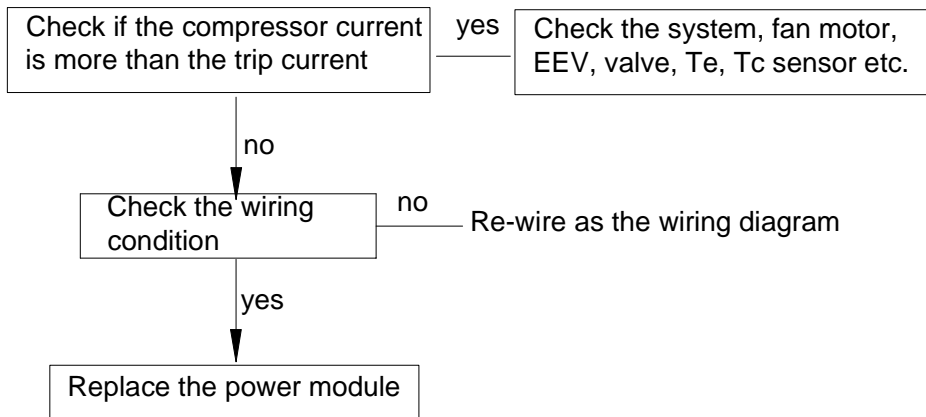 Check if the compressor current
is more than the trip current
yes
Check the system, fan motor,
EEV, valve, Te, Tc sensor etc.
no
Check the wiring
condition
no
Re-wire as the wiring diagram
yes
Replace the power module